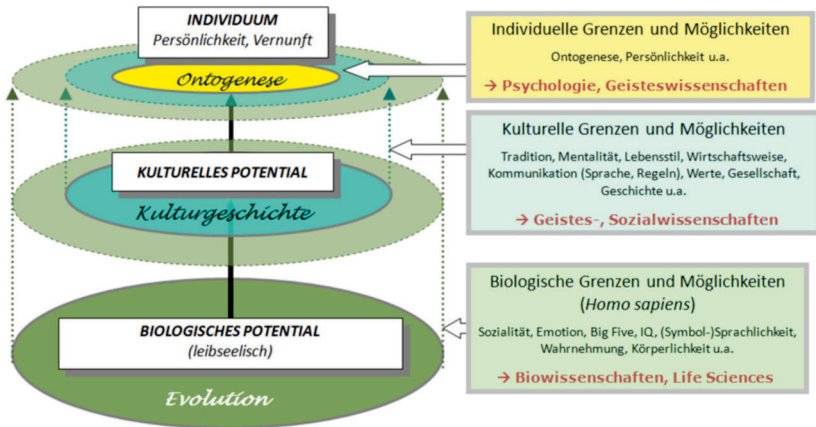 INDIVIDUUM
Persönlichkeit, Vernunft
Ontogenese
KULTURELLES POTENTIAL
Kulturgeschichte
BIOLOGISCHES POTENTIAL
(leibseelisch)
Evolution
Individuelle Grenzen und Möglichkeiten
Ontogenese, Persönlichkeit u.a.
→ Psychologie, Geisteswissenschaften
Kulturelle Grenzen und Möglichkeiten
Tradition, Mentalität, Lebensstil, Wirtschaftsweise,
Kommunikation (Sprache, Regeln), Werte, Gesellschaft,
Geschichte u.a.
→ Geistes-, Sozialwissenschaften
Biologische Grenzen und Möglichkeiten
(Homo sapiens)
Sozialität, Emotion, Big Five, IQ, (Symbol-)Sprachlichkeit,
Wahrnehmung, Körperlichkeit u.a.
→ Biowissenschaften, Life Sciences